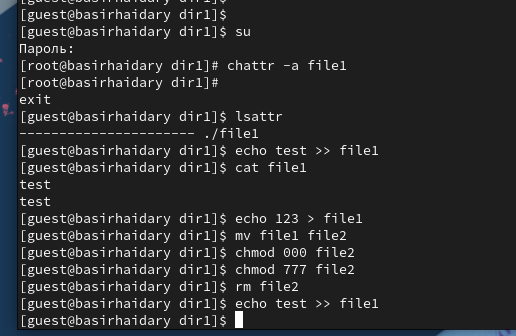 [guest@basirhaidary dir1]$
[guest@basirhaidary dir1]$
[guest@basirhaidary dir1]$ su
Пароль:
[root@basirhaidary dir1]# chattr -a file1
[root@basirhaidary dir1]#
exit
[guest@basirhaidary dir1]$ lsattr
---------------------- ./file1
[guest@basirhaidary dir1]$ echo test >> file1
[guest@basirhaidary dir1]$ cat file1
test
test
[guest@basirhaidary dir1]$ echo 123 > file1
[guest@basirhaidary dir1]$ mv file1 file2
[guest@basirhaidary dir1]$ chmod 000 file2
[guest@basirhaidary dir1]$ chmod 777 file2
[guest@basirhaidary dir1]$ rm file2
[guest@basirhaidary dir1]$ echo test >> file1
[guest@basirhaidary dir1]$